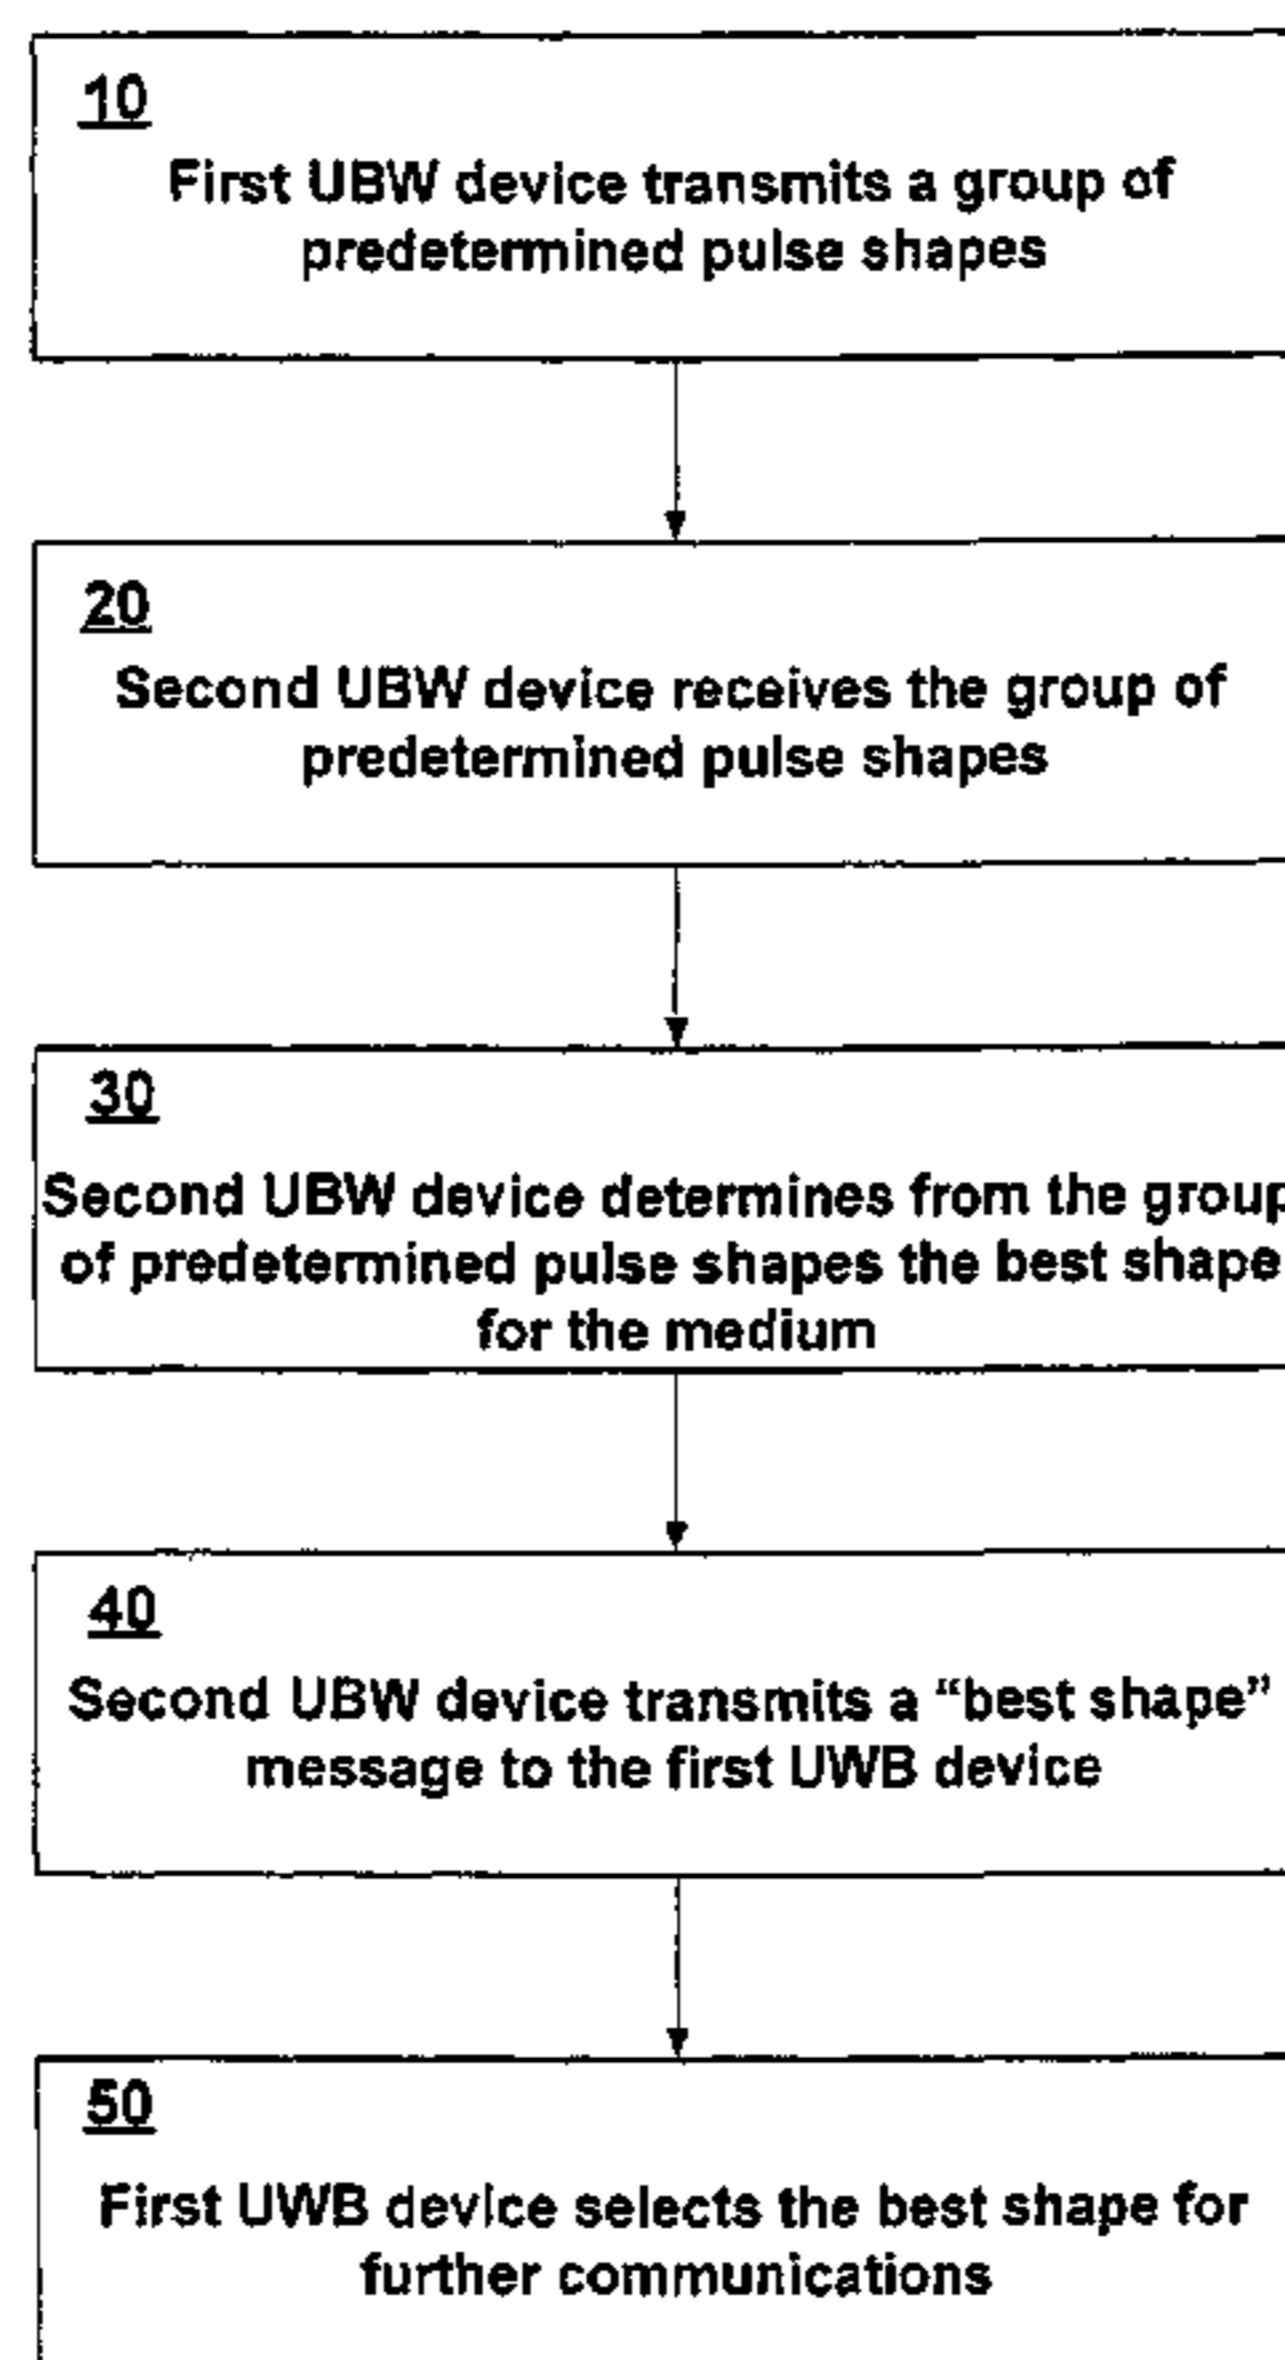 10
First UBW device transmits a group of
predetermined pulse shapes
20
Second UBW device receives the group of
predetermined pulse shapes
30
Second UBW device determines from the group
of predetermined pulse shapes the best shape
for the medium
40
Second UBW device transmits a “best shape”
message to the first UWB device
50
First UWB device selects the best shape for
further communications